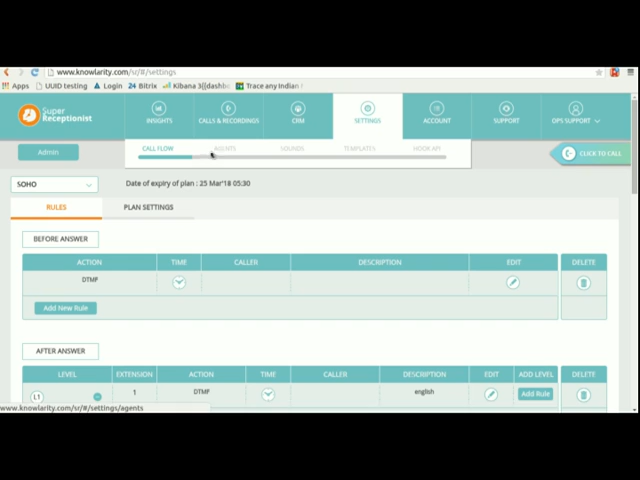 www.knowlarity.com/sr/#/settings
Apps UUID testing Login Bitrix Kibana 3{{dashb Trace any Indian
Super Receptionist
INSIGHTS CALLS & RECORDINGS CRM SETTINGS ACCOUNT SUPPORT OPS SUPPORT
Admin
CALL FLOW AGENTS SOUNDS TEMPLATES HOOK API
CLICK TO CALL
SOHO Date of expiry of plan : 25 Mar'18 05:30
RULES PLAN SETTINGS
BEFORE ANSWER
ACTION TIME CALLER DESCRIPTION EDIT DELETE
DTMF
Add New Rule
AFTER ANSWER
LEVEL EXTENSION ACTION TIME CALLER DESCRIPTION EDIT ADD LEVEL DELETE
L1 1 DTMF english Add Rule
www.knowlarity.com/sr/#/settings/agents